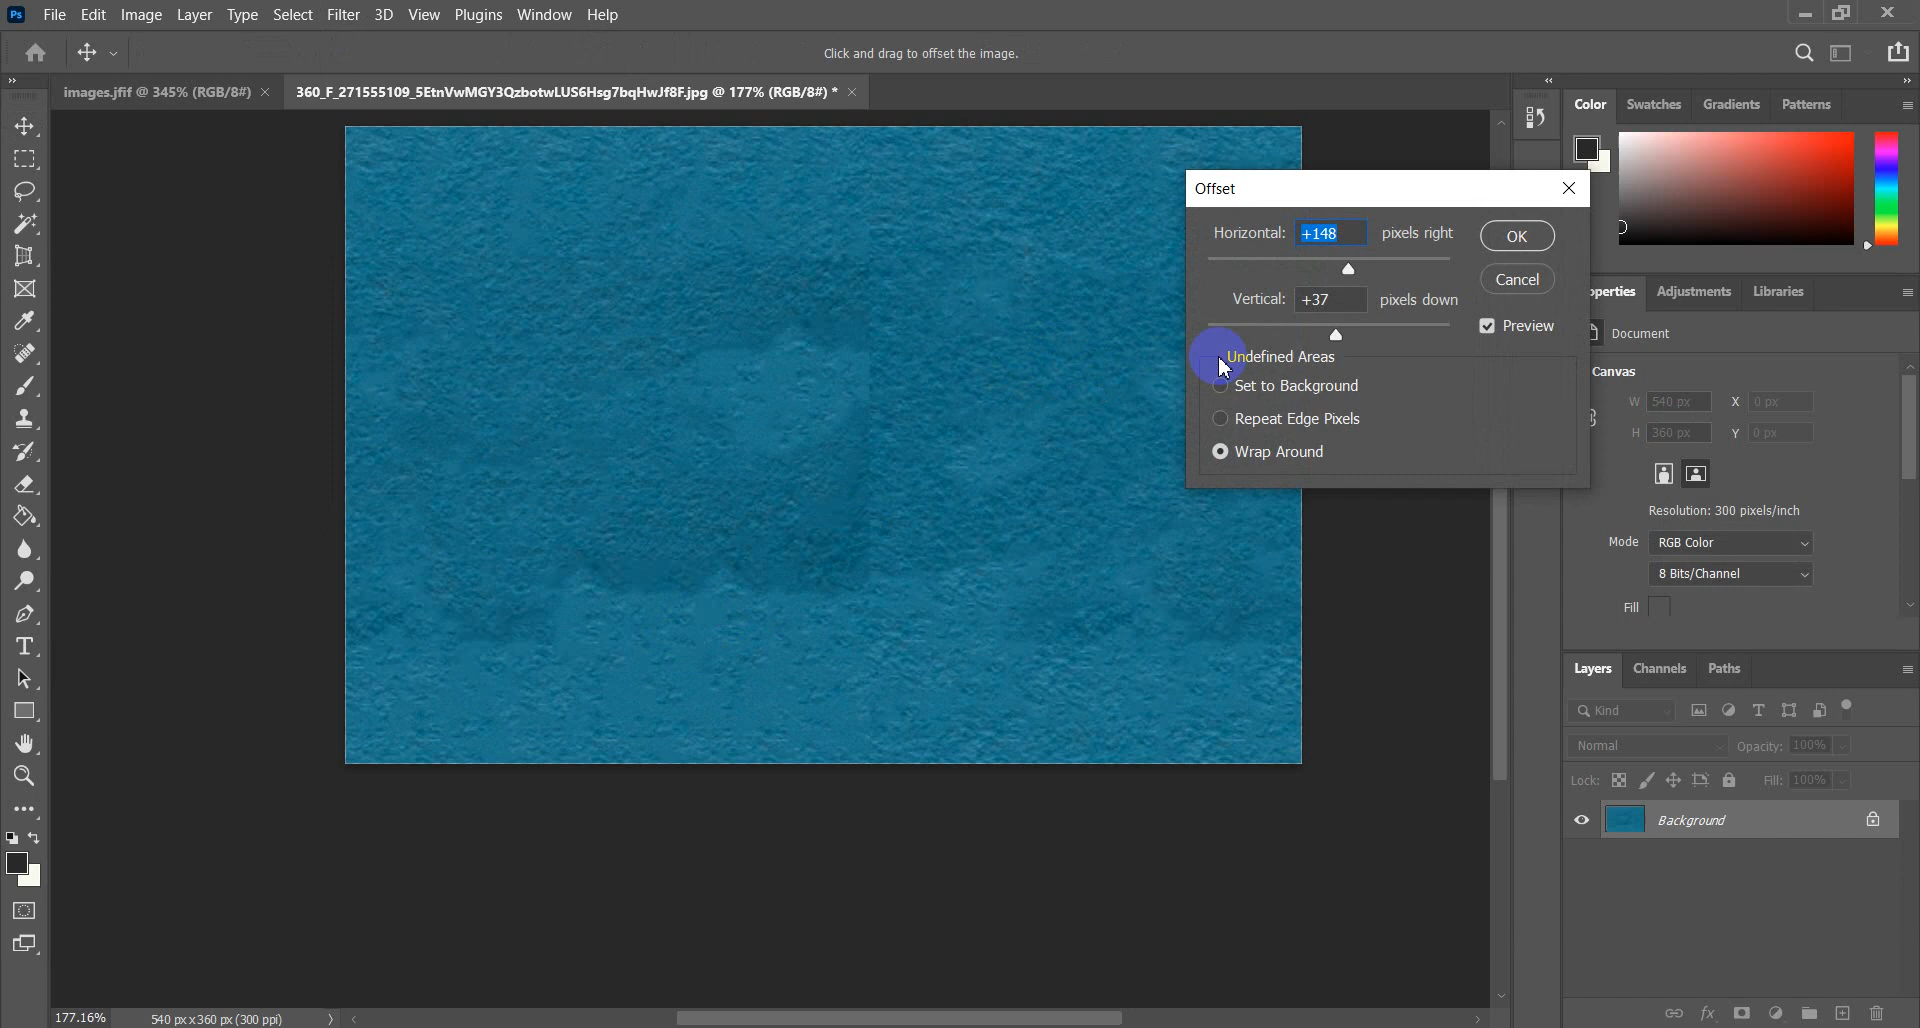 Ps File Edit Image Layer Type Select Filter 3D View Plugins Window Help
Click and drag to offset the image.
images.jfif @ 345% (RGB/8#) × 360_F_271555109_5EtnVwMGY3QzbotwLUS6Hsg7bqHwJf8F.jpg @ 177% (RGB/8#) * ×
Color Swatches Gradients Patterns
Offset
Horizontal: +148 pixels right
OK
Vertical: +37 pixels down
Cancel
Preview
Undefined Areas
Set to Background
Repeat Edge Pixels
Wrap Around
operties Adjustments Libraries
Document
Canvas
W 540 px X 0 px
H 360 px Y 0 px
Resolution: 300 pixels/inch
Mode RGB Color
8 Bits/Channel
Fill
Layers Channels Paths
Kind
Normal Opacity: 100%
Lock: Fill: 100%
Background
fx
177.16% 540 px x 360 px (300 ppi)